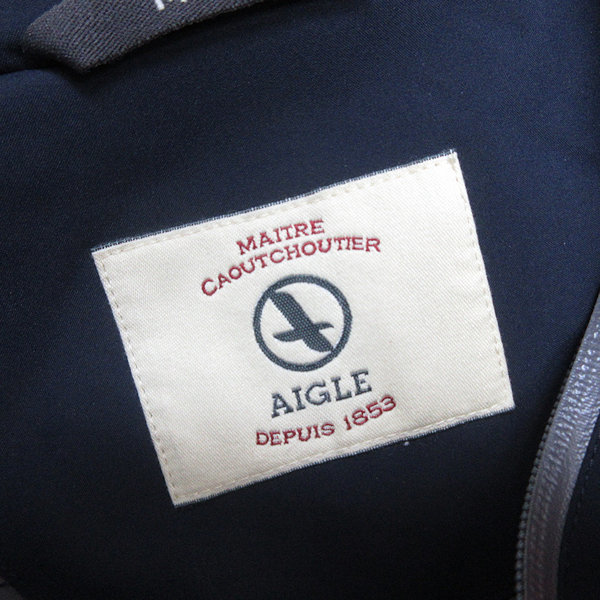 MAITRE
CAOUTCHOUTIER
AIGLE
DEPUIS 1853